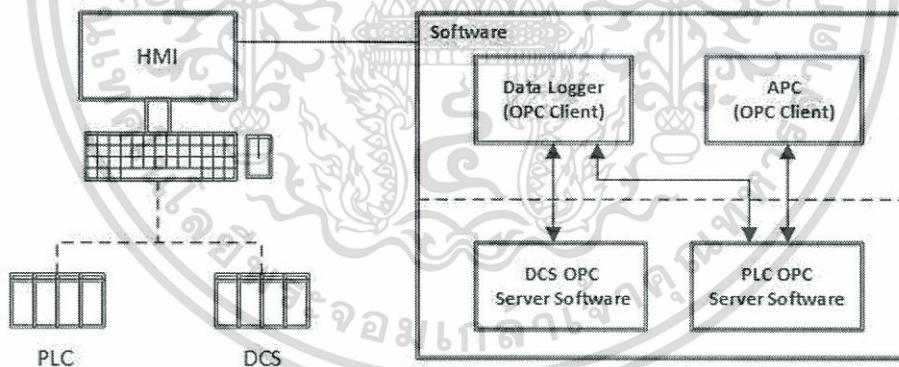 HMI
Software
Data Logger
(OPC Client)
APC
(OPC Client)
DCS OPC
Server Software
PLC OPC
Server Software
PLC
DCS